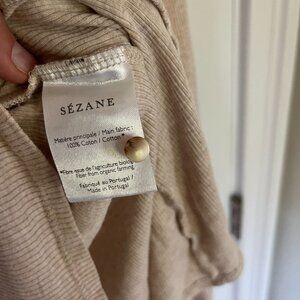 SÉZANE
Matière principale / Main fabric :
100% Coton / Cotton*
*Fibre issue de l'agriculture biolog
Fiber from organic farming.
Fabriqué au Portugal /
Made in Portugal